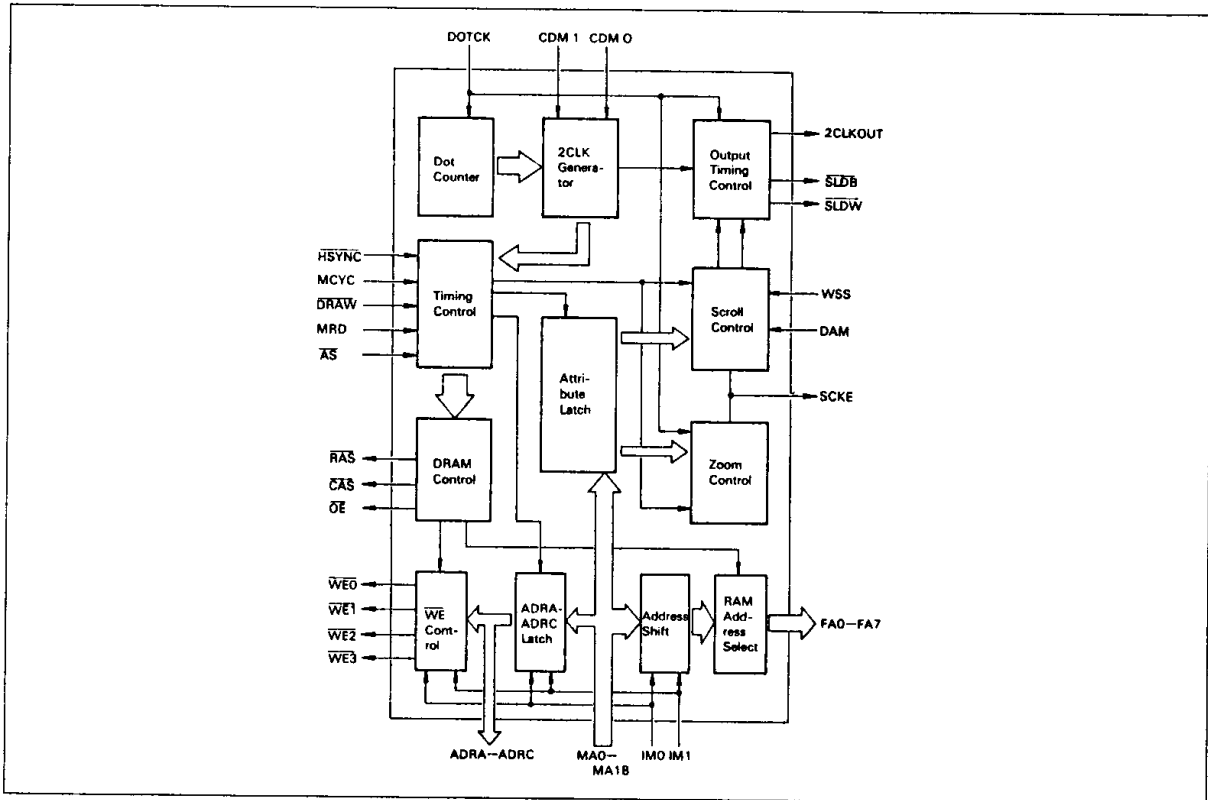 DOTCK CDM 1 CDM 0
Dot
Counter
2CLK
Genera-
tor
Output
Timing
Control
2CLKOUT
SLDB
SLDW
HSYNC
MCYC
DRAW
MRD
AS
Timing
Control
Attri-
bute
Latch
Scroll
Control
WSS
DAM
SCKE
RAS
CAS
OE
DRAM
Control
Zoom
Control
WE0
WE1
WE2
WE3
WE
Cont-
rol
ADRA-
ADRC
Latch
Address
Shift
RAM
Add-
ress
Select
FA0—FA7
ADRA—ADRC
MA0—
MA18
IM0 IM1